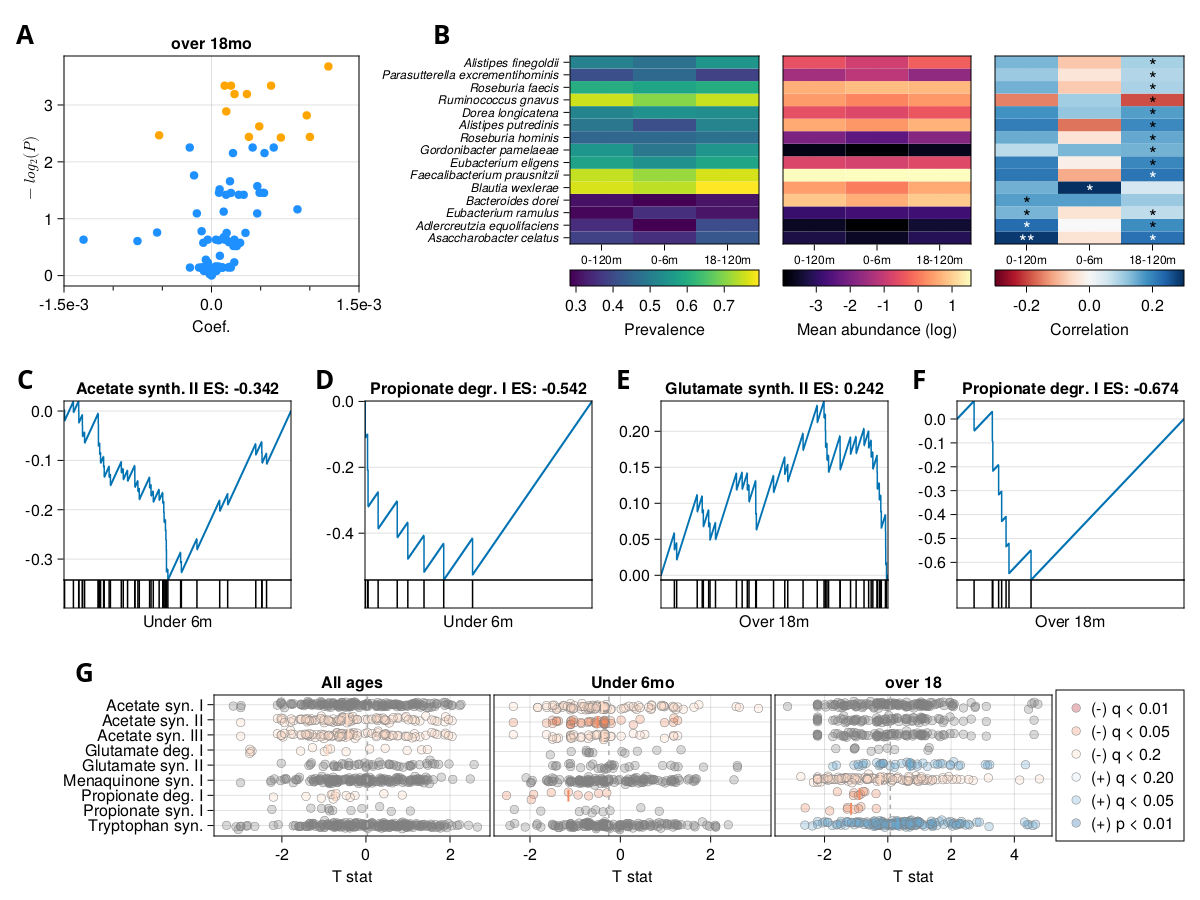 A
over 18mo
− log₂(P)
3
2
1
0
-1.5e-3
0.0
1.5e-3
Coef.
B
Alistipes finegoldii
Parasutterella excrementihominis
Roseburia faecis
Ruminococcus gnavus
Dorea longicatena
Alistipes putredinis
Roseburia hominis
Gordonibacter pamelaeae
Eubacterium eligens
Faecalibacterium prausnitzii
Blautia wexlerae
Bacteroides dorei
Eubacterium ramulus
Adlercreutzia equolifaciens
Asaccharobacter celatus
0-120m 0-6m 18-120m
0.3 0.4 0.5 0.6 0.7
Prevalence
0-120m 0-6m 18-120m
-3 -2 -1 0 1
Mean abundance (log)
* 
*
*
*
*
*
*
*
*
*
*
*
* *
* *
** *
0-120m 0-6m 18-120m
-0.2 0.0 0.2
Correlation
C
Acetate synth. II ES: -0.342
0.0
-0.1
-0.2
-0.3
Under 6m
D
Propionate degr. I ES: -0.542
0.0
-0.2
-0.4
Under 6m
E
Glutamate synth. II ES: 0.242
0.20
0.15
0.10
0.05
0.00
Over 18m
F
Propionate degr. I ES: -0.674
0.0
-0.1
-0.2
-0.3
-0.4
-0.5
-0.6
Over 18m
G
Acetate syn. I
Acetate syn. II
Acetate syn. III
Glutamate deg. I
Glutamate syn. II
Menaquinone syn. I
Propionate deg. I
Propionate syn. I
Tryptophan syn.
All ages
-2 0 2
T stat
Under 6mo
-2 0 2
T stat
over 18
-2 0 2 4
T stat
(-) q < 0.01
(-) q < 0.05
(-) q < 0.2
(+) q < 0.20
(+) q < 0.05
(+) p < 0.01